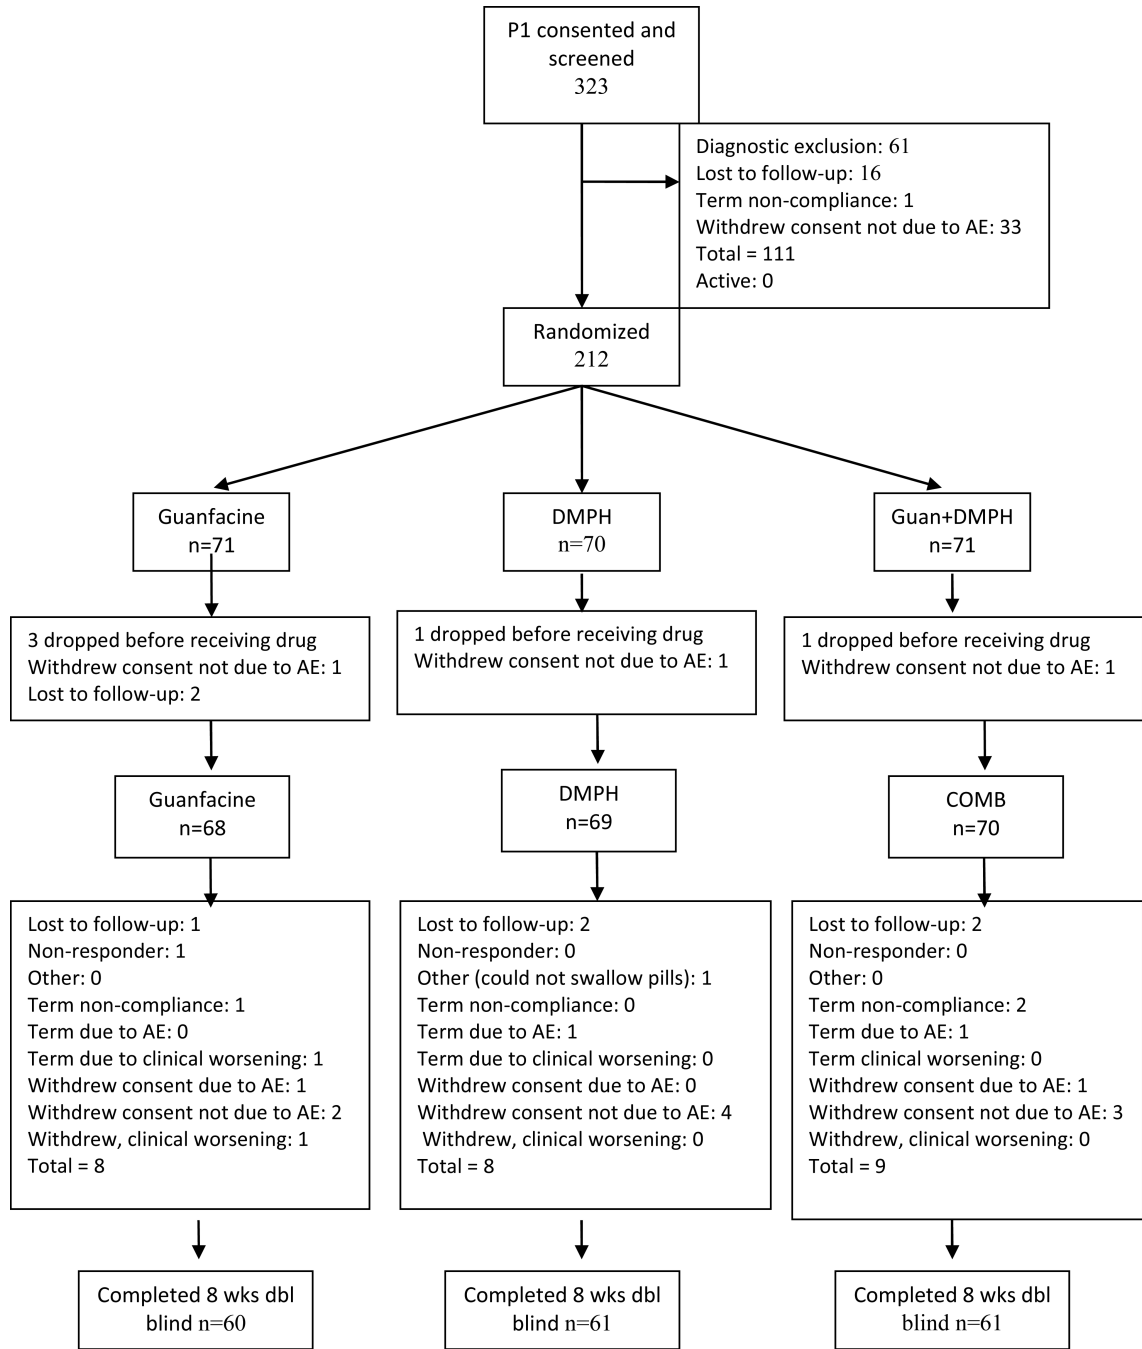 P1 consented and
screened
323
Diagnostic exclusion: 61
Lost to follow-up: 16
Term non-compliance: 1
Withdrew consent not due to AE: 33
Total = 111
Active: 0
Randomized
212
Guanfacine
n=71
DMPH
n=70
Guan+DMPH
n=71
3 dropped before receiving drug
Withdrew consent not due to AE: 1
Lost to follow-up: 2
1 dropped before receiving drug
Withdrew consent not due to AE: 1
1 dropped before receiving drug
Withdrew consent not due to AE: 1
Guanfacine
n=68
DMPH
n=69
COMB
n=70
Lost to follow-up: 1
Non-responder: 1
Other: 0
Term non-compliance: 1
Term due to AE: 0
Term due to clinical worsening: 1
Withdrew consent due to AE: 1
Withdrew consent not due to AE: 2
Withdrew, clinical worsening: 1
Total = 8
Lost to follow-up: 2
Non-responder: 0
Other (could not swallow pills): 1
Term non-compliance: 0
Term due to AE: 1
Term due to clinical worsening: 0
Withdrew consent due to AE: 0
Withdrew consent not due to AE: 4
Withdrew, clinical worsening: 0
Total = 8
Lost to follow-up: 2
Non-responder: 0
Other: 0
Term non-compliance: 2
Term due to AE: 1
Term clinical worsening: 0
Withdrew consent due to AE: 1
Withdrew consent not due to AE: 3
Withdrew, clinical worsening: 0
Total = 9
Completed 8 wks dbl
blind n=60
Completed 8 wks dbl
blind n=61
Completed 8 wks dbl
blind n=61